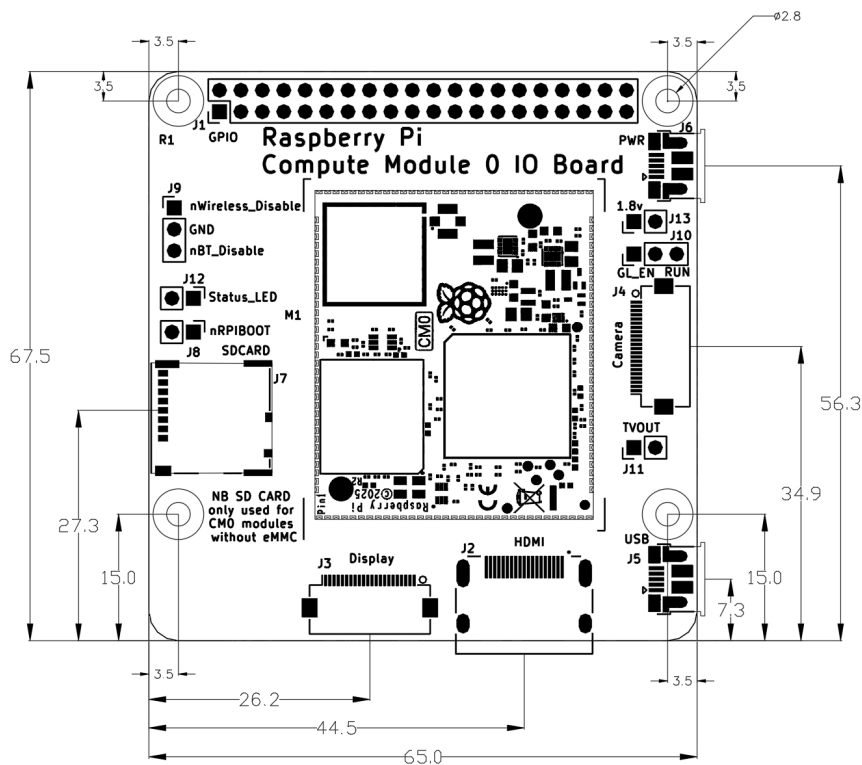 ø2.8
3.5
3.5
3.5
3.5
J1
GPIO
R1
Raspberry Pi
Compute Module 0 IO Board
PWR
J6
J9
nWireless_Disable
GND
nBT_Disable
1.8v
J13
J10
GL_EN
RUN
J12
Status_LED
nRPIBOOT
J8
M1
CM0
J4
Camera
SDCARD
J7
67.5
56.3
TVOUT
J11
34.9
R2
©2025
Raspberry Pi
Pin1
NB SD CARD
only used for
CM0 modules
without eMMC
27.3
15.0
USB
J5
15.0
7.3
J3
Display
J2
HDMI
3.5
3.5
26.2
44.5
65.0